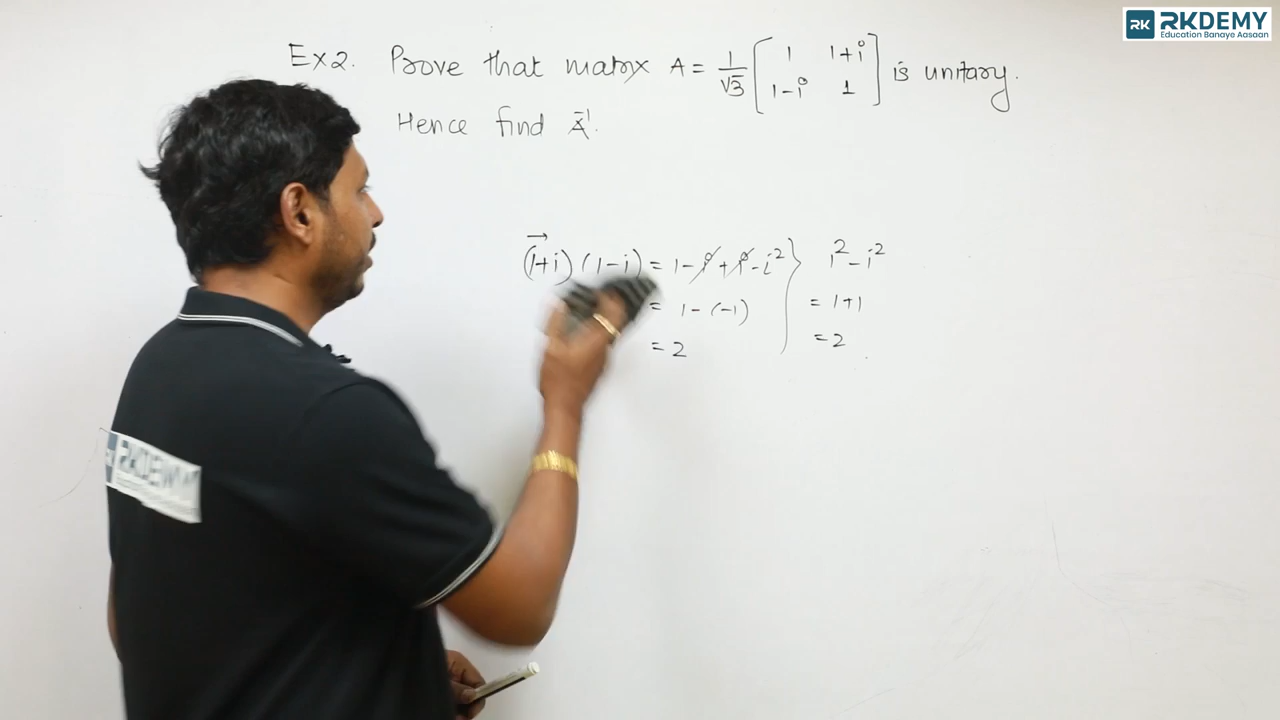 RK RKDEMY
Education Banaye Aasaan
Ex2. Prove that matrix A = 1/√3 [1 1+i; 1-i 1] is unitary.
Hence find A⁻¹.
(1+i) (1-i) = 1 - i + i - i² } 1² - i²
= 1 - (-1) = 1+1
= 2 = 2
RKDEMY